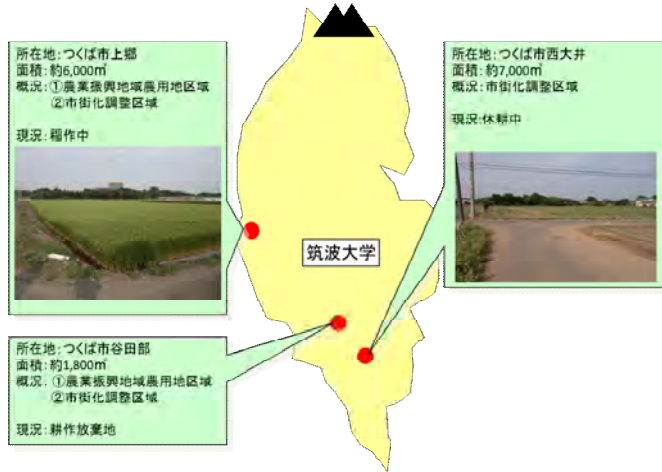 所在地:つくば市上郷
面積:約6,000㎡
概況:①農業振興地域農用地区域
②市街化調整区域
現況:稲作中
所在地:つくば市西大井
面積:約7,000㎡
概況:市街化調整区域
現況:休耕中
筑波大学
所在地:つくば市谷田部
面積:約1,800㎡
概況:①農業振興地域農用地区域
②市街化調整区域
現況:耕作放棄地